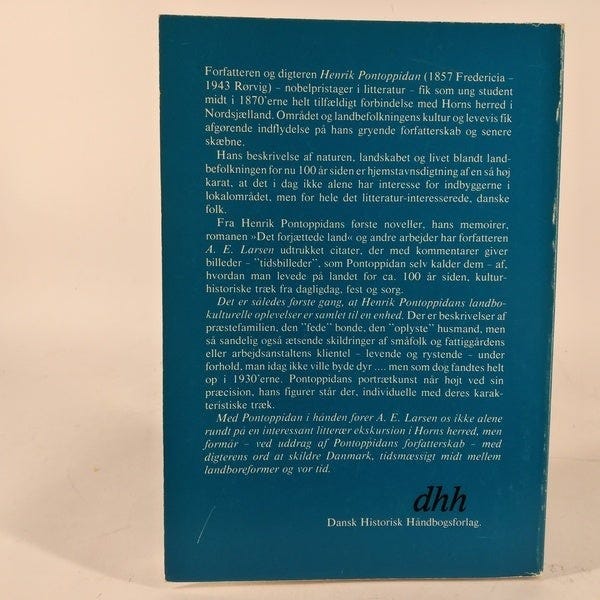 Forfatteren og digteren Henrik Pontoppidan (1857 Fredericia –
1943 Rørvig) – nobelpristager i litteratur – fik som ung student
midt i 1870'erne helt tilfældigt forbindelse med Horns herred i
Nordsjælland. Området og landbefolkningens kultur og levevis fik
afgørende indflydelse på hans gryende forfatterskab og senere
skæbne.
Hans beskrivelse af naturen, landskabet og livet blandt land-
befolkningen for nu 100 år siden er hjemstavnsdigtning af en så høj
karat, at det i dag ikke alene har interesse for indbyggerne i
lokalområdet, men for hele det litteratur-interesserede, danske
folk.
Fra Henrik Pontoppidans første noveller, hans memoirer,
romanen »Det forjættede land« og andre arbejder har forfatteren
A. E. Larsen udtrukket citater, der med kommentarer giver
billeder – "tidsbilleder", som Pontoppidan selv kalder dem – af,
hvordan man levede på landet for ca. 100 år siden, kultur-
historiske træk fra dagligdag, fest og sorg.
Det er således første gang, at Henrik Pontoppidans landbo-
kulturelle oplevelser er samlet til en enhed. Der er beskrivelser af
præstefamilien, den "fede" bonde, den "oplyste" husmand, men
så sandelig også ætsende skildringer af småfolk og fattiggårdens
eller arbejdsanstaltens klientel – levende og rystende – under
forhold, man idag ikke ville byde dyr .... men som dog fandtes helt
op i 1930'erne. Pontoppidans portrætkunst når højt ved sin
præcision, hans figurer står der, individuelle med deres karak-
teristiske træk.
Med Pontoppidan i hånden fører A. E. Larsen os ikke alene
rundt på en interessant litterær ekskursion i Horns herred, men
formår – ved uddrag af Pontoppidans forfatterskab – med
digterens ord at skildre Danmark, tidsmæssigt midt mellem
landboreformer og vor tid.
dhh
Dansk Historisk Håndbogsforlag.